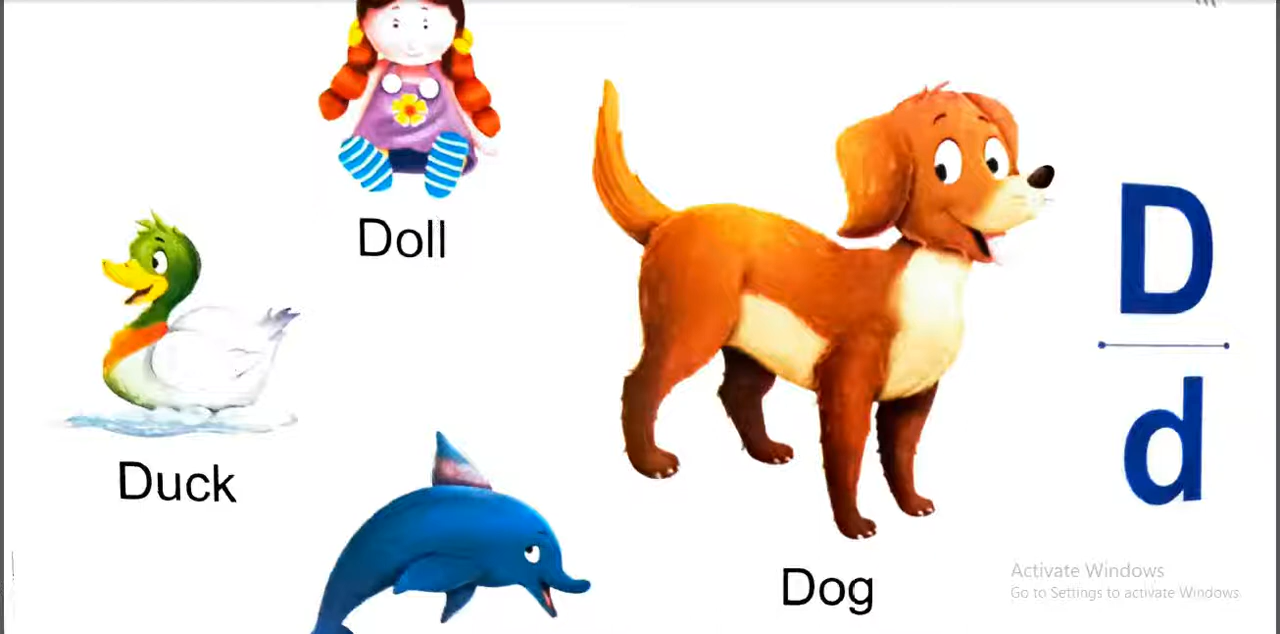 Doll
Duck
Dog
D
d
Activate Windows
Go to Settings to activate Windows.